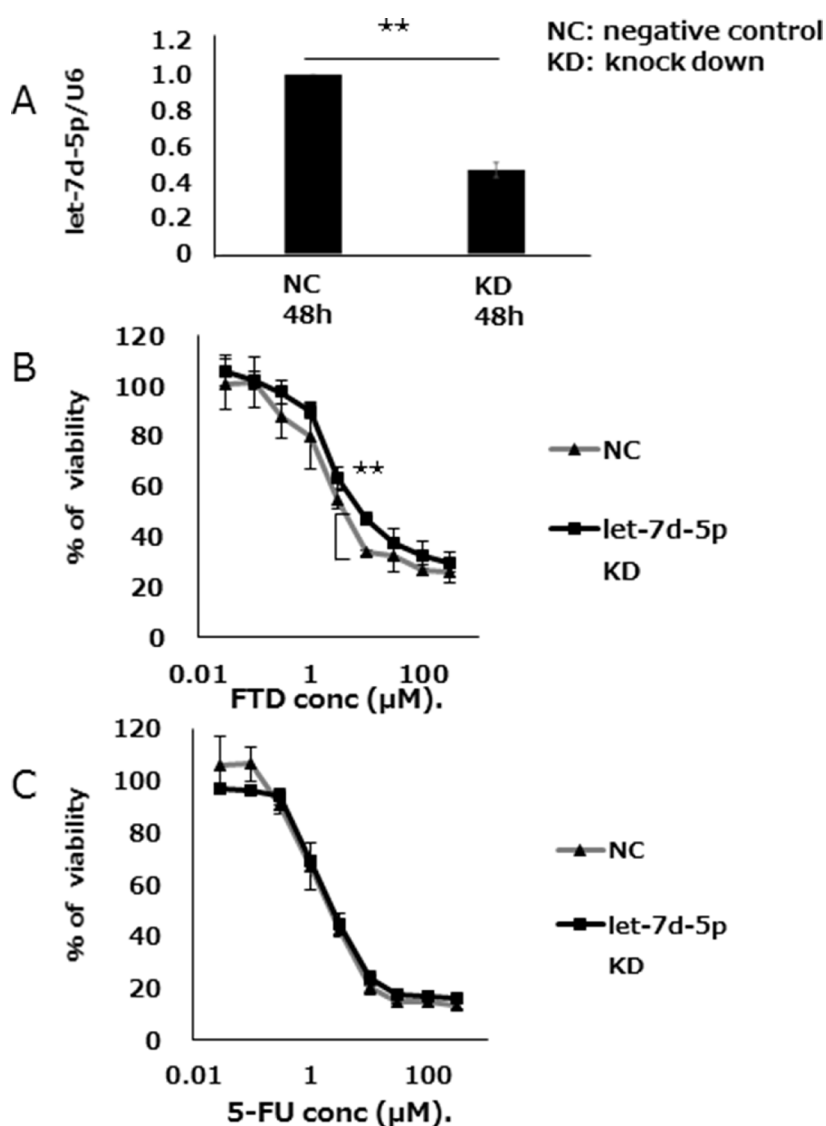 NC: negative control
KD: knock down
A
let-7d-5p/U6
1.2
1.0
0.8
0.6
0.4
0.2
0
★★
NC
48h
KD
48h
B
% of viability
120
100
80
60
40
20
0
★★
0.01 1 100
FTD conc (μM).
NC
let-7d-5p
KD
C
% of viability
120
100
80
60
40
20
0
0.01 1 100
5-FU conc (μM).
NC
let-7d-5p
KD